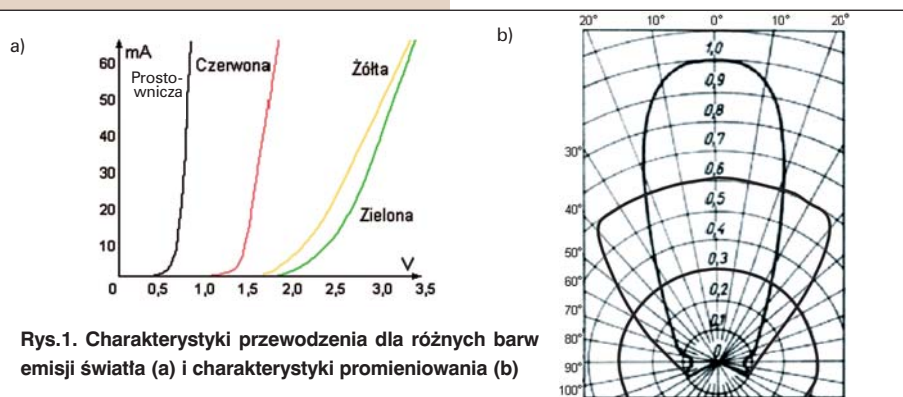 a)
mA
60
50
40
30
20
10
0
Prosto-
wnicza
Czerwona
Żółta
Zielona
V
0,5 1,0 1,5 2,0 2,5 3,0 3,5
Rys.1. Charakterystyki przewodzenia dla różnych barw
emisji światła (a) i charakterystyki promieniowania (b)
b)
20° 10° 0° 10° 20°
30°
40°
50°
60°
70°
80°
90°
100°
1,0
0,9
0,8
0,7
0,6
0,5
0,4
0,3
0,2
0,1
0